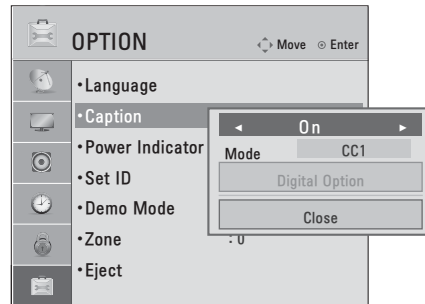 OPTION
Move Enter
•Language
•Caption
•Power Indicator
•Set ID
•Demo Mode
•Zone : 0
•Eject
◄ On ►
Mode CC1
Digital Option
Close